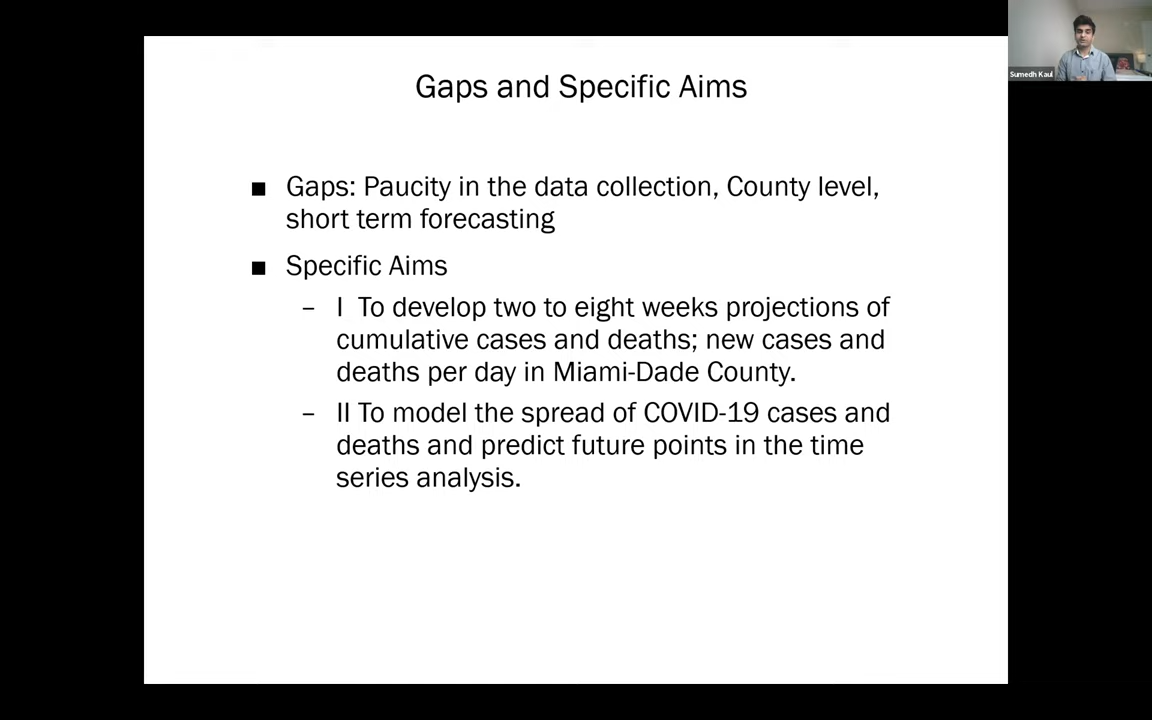 Gaps and Specific Aims
Sumedh Kaul
■ Gaps: Paucity in the data collection, County level,
short term forecasting
■ Specific Aims
– I To develop two to eight weeks projections of
cumulative cases and deaths; new cases and
deaths per day in Miami-Dade County.
– II To model the spread of COVID-19 cases and
deaths and predict future points in the time
series analysis.